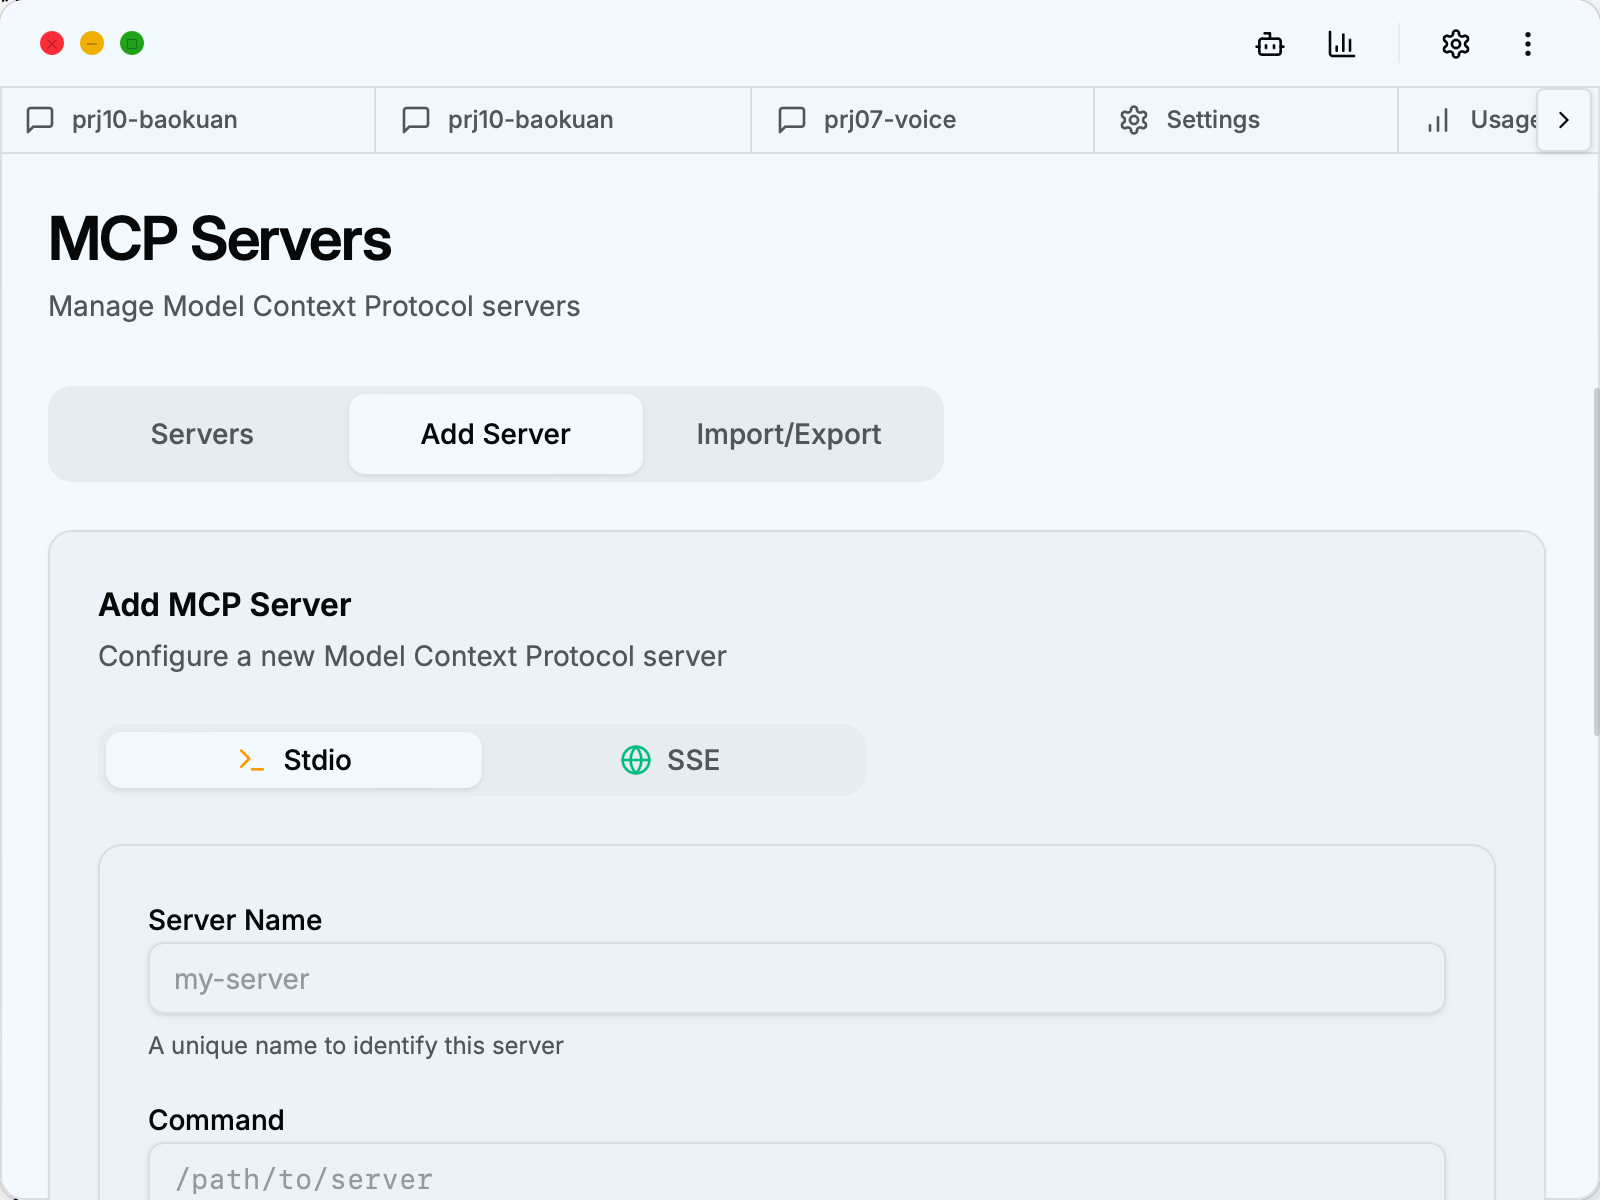 prj10-baokuan
prj10-baokuan
prj07-voice
Settings
Usage
MCP Servers
Manage Model Context Protocol servers
Servers
Add Server
Import/Export
Add MCP Server
Configure a new Model Context Protocol server
Stdio
SSE
Server Name
my-server
A unique name to identify this server
Command
/path/to/server